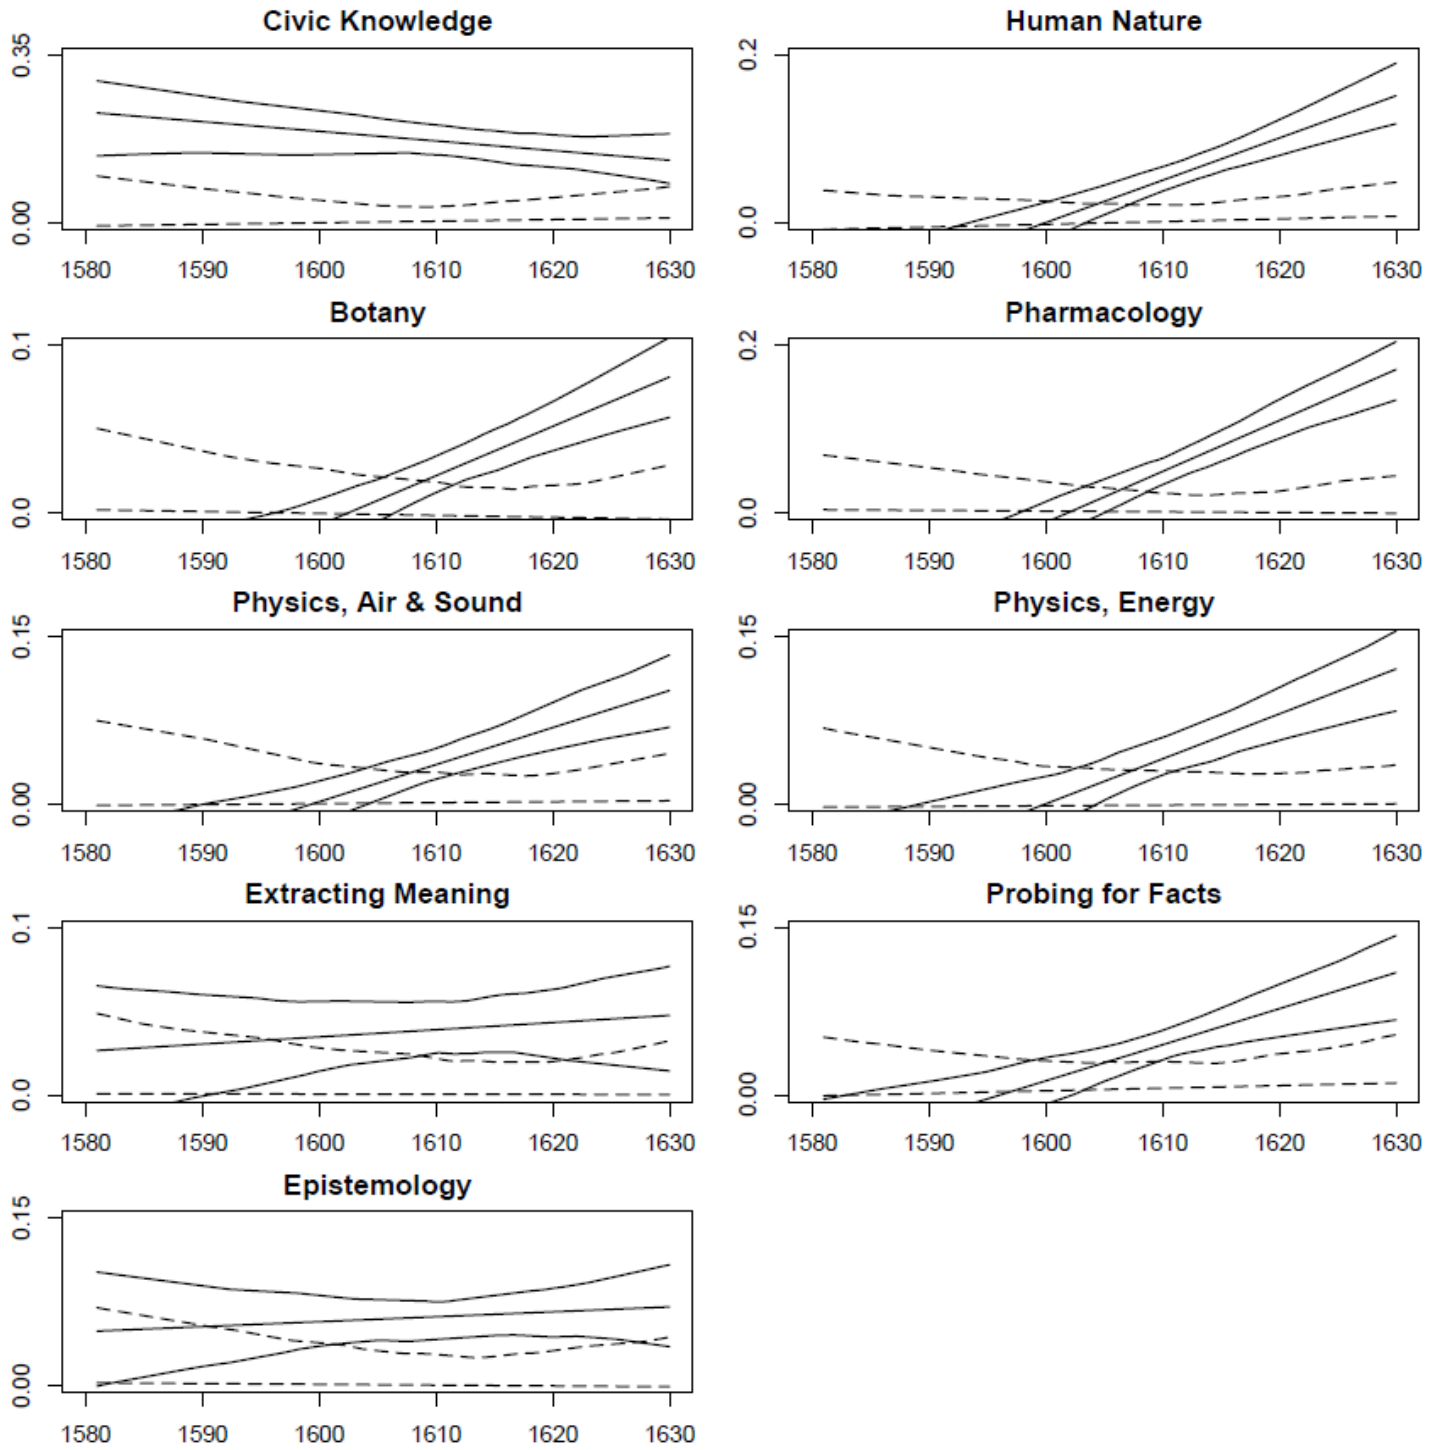 Civic Knowledge
0.35
0.00
1580 1590 1600 1610 1620 1630
Human Nature
0.2
0.0
1580 1590 1600 1610 1620 1630
Botany
0.1
0.0
1580 1590 1600 1610 1620 1630
Pharmacology
0.2
0.0
1580 1590 1600 1610 1620 1630
Physics, Air & Sound
0.15
0.00
1580 1590 1600 1610 1620 1630
Physics, Energy
0.15
0.00
1580 1590 1600 1610 1620 1630
Extracting Meaning
0.1
0.0
1580 1590 1600 1610 1620 1630
Probing for Facts
0.15
0.00
1580 1590 1600 1610 1620 1630
Epistemology
0.15
0.00
1580 1590 1600 1610 1620 1630